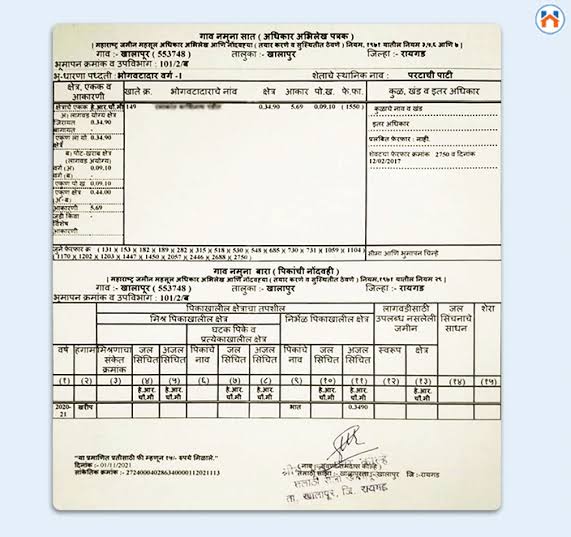 गाव नमुना सात ( अधिकार अभिलेख पत्रक )
[ महाराष्ट्र जमीन महसूल अधिकार अभिलेख आणि नोंदवह्या ( तयार करणे व सुस्थितीत ठेवणे ) नियम, १९७१ यातील नियम ३,५,६ आणि ७ ]
गाव :- खालापूर ( 553748 ) तालुका :- खालापूर जिल्हा :- रायगड
भूमापन क्रमांक व उपविभाग : 101/2/ब
भू-धारणा पध्दती : भोगवटादार वर्ग -1 शेताचे स्थानिक नाव : परटाची पाटी
क्षेत्र, एकक व आकारणी खाते क्र. भोगवटादाराचे नांव क्षेत्र आकार पो.ख. फे.फा. कुळ, खंड व इतर अधिकार
क्षेत्राचे एकक हे.आर.चौ.मी 149 0.34.90 5.69 0.09.10 ( 1550 ) कुळाचे नाव व खंड
अ) लागवड योग्य क्षेत्र
जिरायत 0.34.90 इतर अधिकार
बागायत -
एकूण ला.यो. 0.34.90 प्रलंबित फेरफार : नाही.
क्षेत्र
ब) पोट-खराब क्षेत्र शेवटचा फेरफार क्रमांक 2750 व दिनांक
(लागवड अयोग्य) 12/02/2017
वर्ग (अ) 0.09.10
वर्ग (ब) -
एकूण पो ख 0.09.10
एकूण क्षेत्र 0.44.00
(अ+ब)
आकारणी 5.69
जुडी किंवा -
विशेष
आकारणी
जुने फेरफार क्र ( 131 ) ( 153 ) ( 182 ) ( 189 ) ( 282 ) ( 315 ) ( 518 ) ( 530 ) ( 548 ) ( 685 ) ( 730 ) ( 731 ) ( 1059 ) ( 1104 ) सीमा आणि भुमापन चिन्हे
( 1170 ) ( 1202 ) ( 1203 ) ( 1447 ) ( 1450 ) ( 2057 ) ( 2446 ) ( 2688 ) ( 2750 )
गाव नमुना बारा ( पिकांची नोंदवही )
[ महाराष्ट्र जमीन महसूल अधिकार अभिलेख आणि नोंदवह्या ( तयार करणे व सुस्थितीत ठेवणे ) नियम,१९७१ यातील नियम २९ ]
गाव :- खालापूर ( 553748 ) तालुका :- खालापूर जिल्हा :- रायगड
भूमापन क्रमांक व उपविभाग : 101/2/ब
पिकाखालील क्षेत्राचा तपशील लागवडीसाठी उपलब्ध नसलेली जमीन जल सिंचनाचे साधन शेरा
मिश्र पिकाखालील क्षेत्र निर्भेळ पिकाखालील क्षेत्र
घटक पिके व प्रत्येकाखालील क्षेत्र
वर्ष हंगाम मिश्रणाचा संकेत क्रमांक जल सिंचित अजल सिंचित पिकांचे नाव जल सिंचित अजल सिंचित पिकांचे नाव जल सिंचित अजल सिंचित स्वरूप क्षेत्र
(१) (२) (३) (४) (५) (६) (७) (८) (९) (१०) (११) (१२) (१३) (१४) (१५)
हे.आर. चौ.मी हे.आर. चौ.मी हे.आर. चौ.मी हे.आर. चौ.मी हे.आर. चौ.मी हे.आर. चौ.मी हे.आर. चौ.मी
2020-21 खरीप भात 0.3490
"या प्रमाणित प्रतीसाठी फी म्हणून १५/- रुपये मिळाले."
दिनांक :- 01/11/2021
सांकेतिक क्रमांक :- 272400040286340000112021113
(नाव :-
तलाठी साझा :- खालापूर ता :- खालापूर जि :- रायगड
ता. खालापूर, जि. रायगड